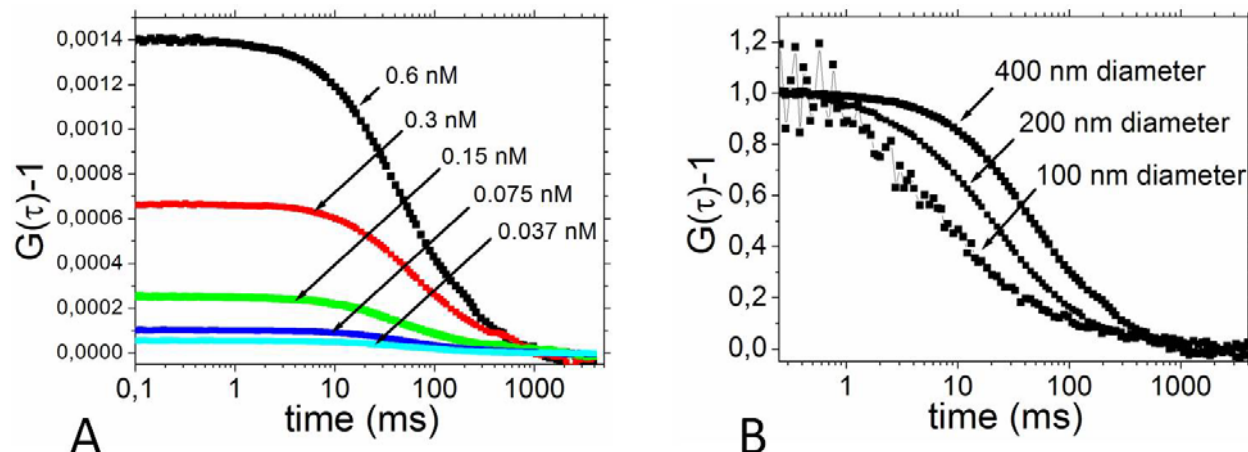 0,0014
0,0012
0,0010
0,0008
0,0006
0,0004
0,0002
0,0000
G(τ)-1
0.6 nM
0.3 nM
0.15 nM
0.075 nM
0.037 nM
0,1 1 10 100 1000
time (ms)
A
1,2
1,0
0,8
0,6
0,4
0,2
0,0
G(τ)-1
400 nm diameter
200 nm diameter
100 nm diameter
1 10 100 1000
time (ms)
B